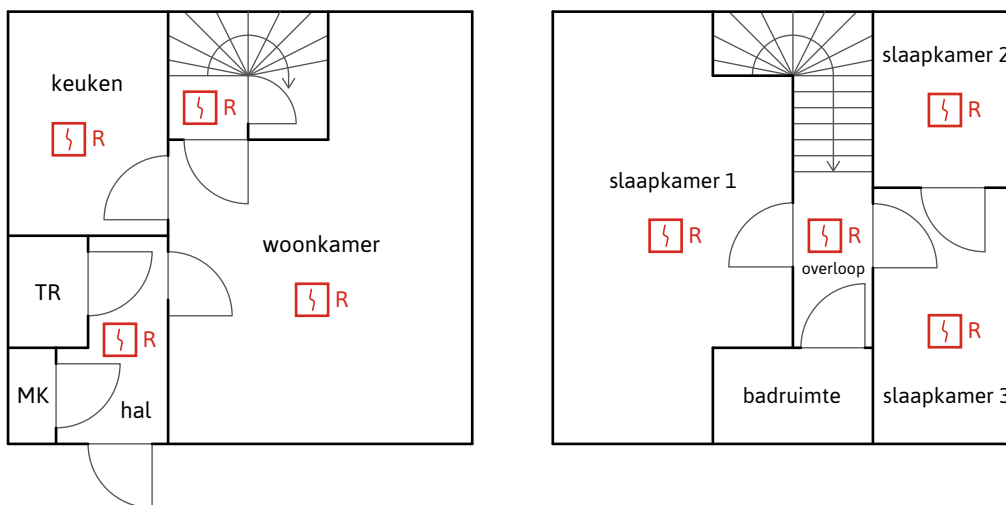 keuken
R
R
woonkamer
R
TR
R
MK
hal
slaapkamer 2
R
slaapkamer 1
R
R
overloop
R
badruimte
slaapkamer 3